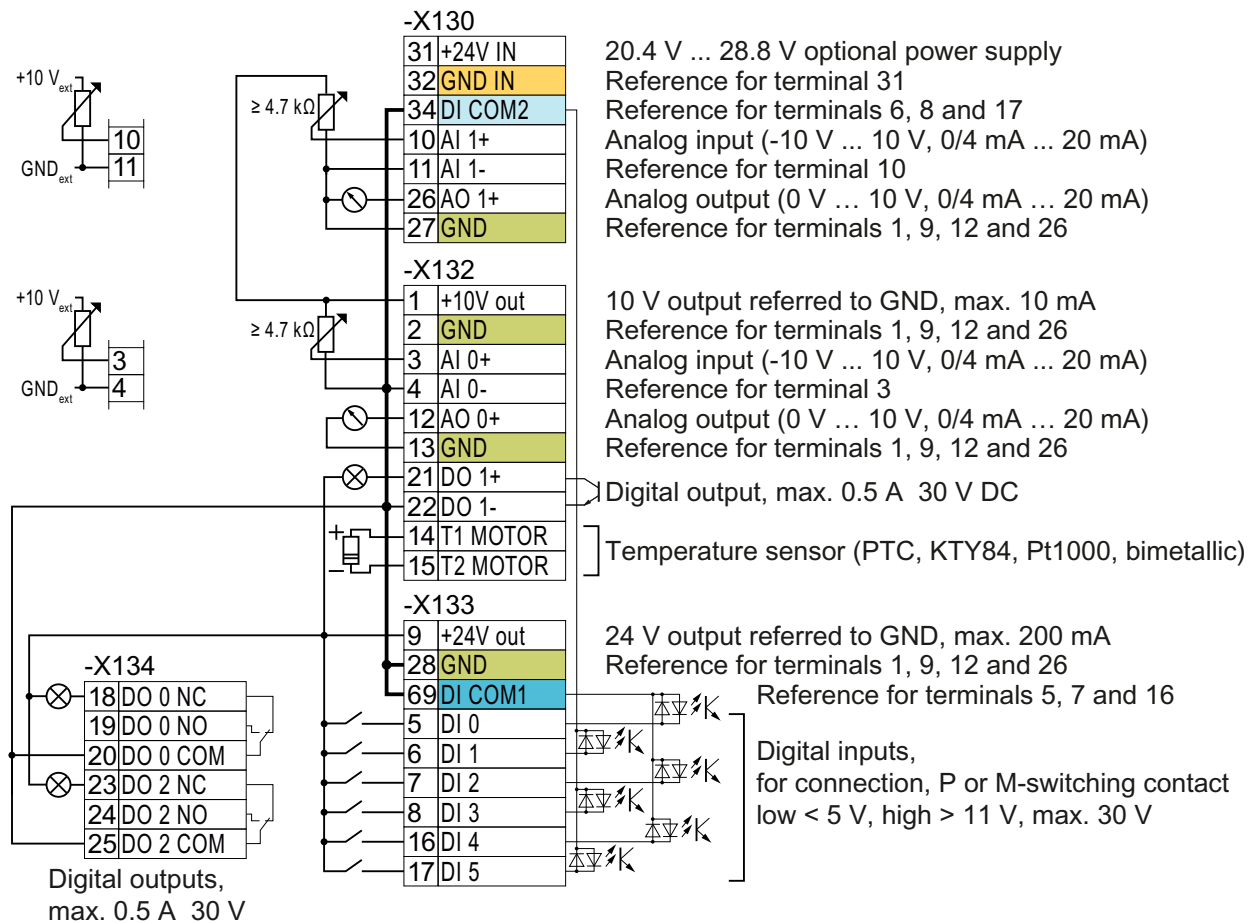 -X130
31 +24V IN 20.4 V ... 28.8 V optional power supply
32 GND IN Reference for terminal 31
34 DI COM2 Reference for terminals 6, 8 and 17
10 AI 1+ Analog input (-10 V ... 10 V, 0/4 mA ... 20 mA)
11 AI 1- Reference for terminal 10
26 AO 1+ Analog output (0 V … 10 V, 0/4 mA … 20 mA)
27 GND Reference for terminals 1, 9, 12 and 26
+10 Vext
10
GNDext 11
≥ 4.7 kΩ
-X132
1 +10V out 10 V output referred to GND, max. 10 mA
2 GND Reference for terminals 1, 9, 12 and 26
3 AI 0+ Analog input (-10 V ... 10 V, 0/4 mA ... 20 mA)
4 AI 0- Reference for terminal 3
12 AO 0+ Analog output (0 V … 10 V, 0/4 mA … 20 mA)
13 GND Reference for terminals 1, 9, 12 and 26
21 DO 1+
Digital output, max. 0.5 A 30 V DC
22 DO 1-
14 T1 MOTOR
Temperature sensor (PTC, KTY84, Pt1000, bimetallic)
15 T2 MOTOR
+10 Vext
3
GNDext 4
≥ 4.7 kΩ
+
–
-X133
9 +24V out 24 V output referred to GND, max. 200 mA
28 GND Reference for terminals 1, 9, 12 and 26
69 DI COM1 Reference for terminals 5, 7 and 16
5 DI 0
6 DI 1
7 DI 2
8 DI 3
16 DI 4
17 DI 5
Digital inputs,
for connection, P or M-switching contact
low < 5 V, high > 11 V, max. 30 V
-X134
18 DO 0 NC
19 DO 0 NO
20 DO 0 COM
23 DO 2 NC
24 DO 2 NO
25 DO 2 COM
Digital outputs,
max. 0.5 A 30 V